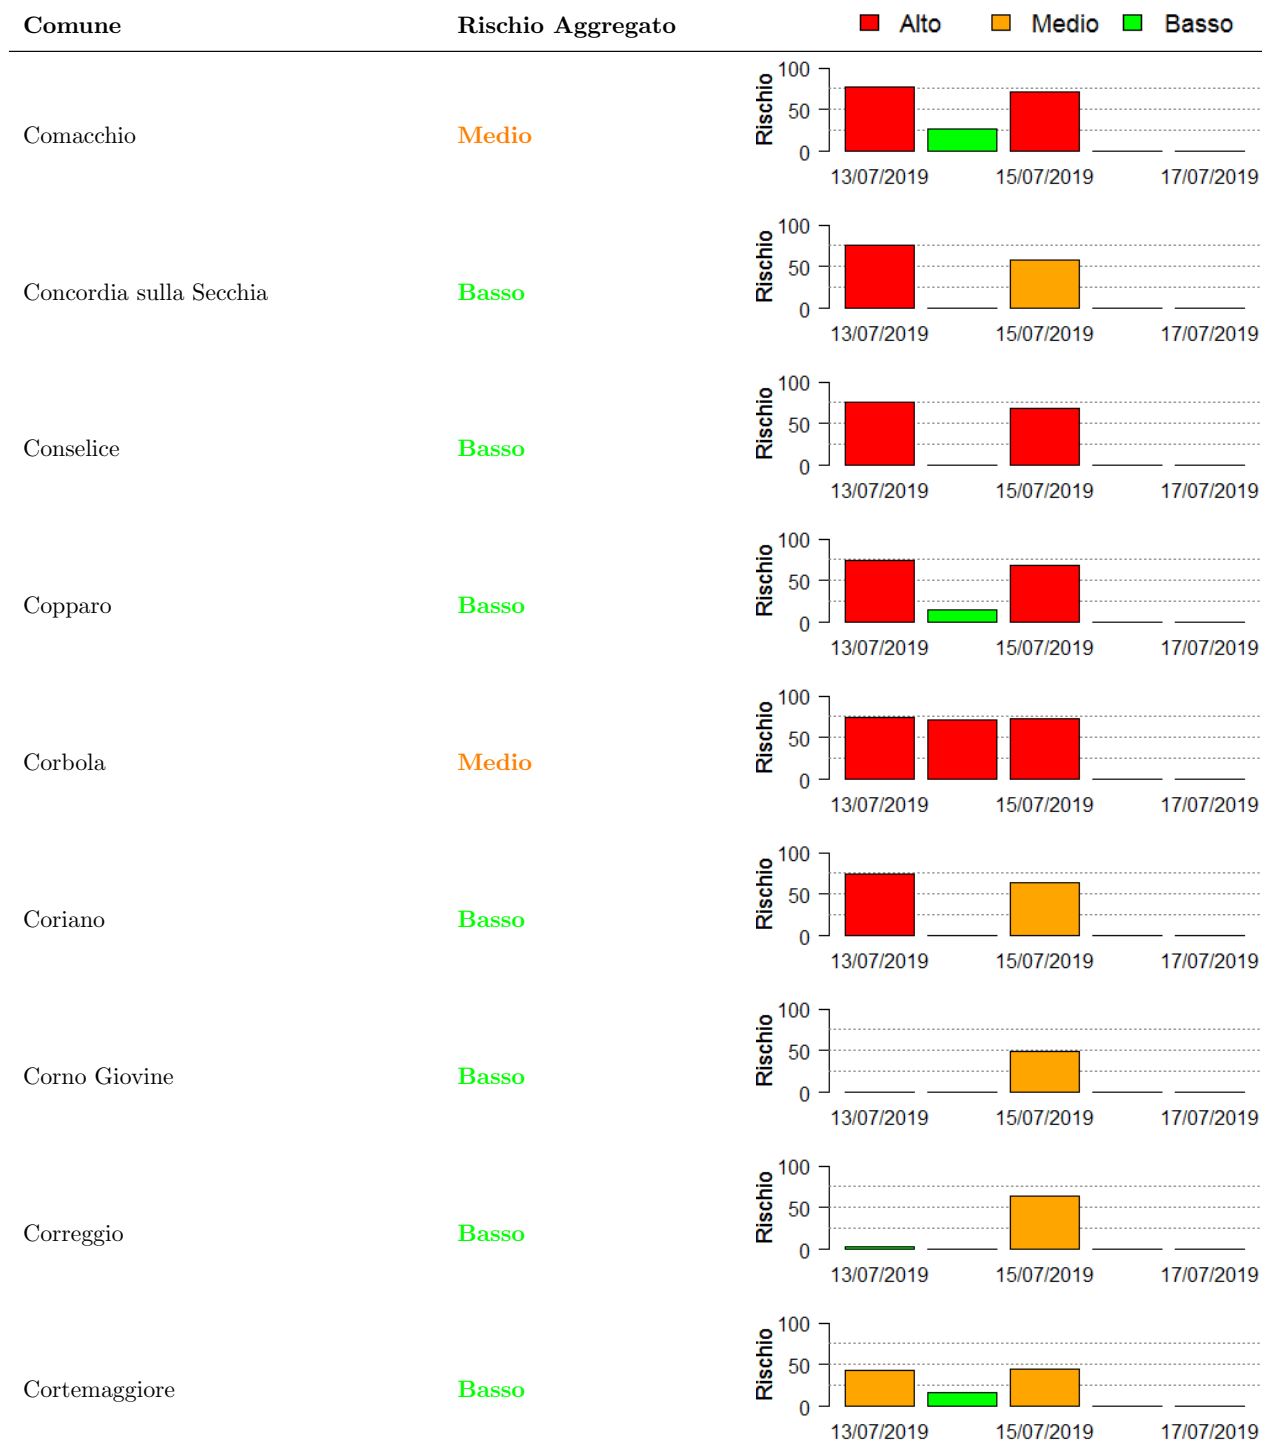 Comune Rischio Aggregato Alto Medio Basso
Comacchio Medio
Rischio
100
50
0
13/07/2019 15/07/2019 17/07/2019
Concordia sulla Secchia Basso
Rischio
100
50
0
13/07/2019 15/07/2019 17/07/2019
Conselice Basso
Rischio
100
50
0
13/07/2019 15/07/2019 17/07/2019
Copparo Basso
Rischio
100
50
0
13/07/2019 15/07/2019 17/07/2019
Corbola Medio
Rischio
100
50
0
13/07/2019 15/07/2019 17/07/2019
Coriano Basso
Rischio
100
50
0
13/07/2019 15/07/2019 17/07/2019
Corno Giovine Basso
Rischio
100
50
0
13/07/2019 15/07/2019 17/07/2019
Correggio Basso
Rischio
100
50
0
13/07/2019 15/07/2019 17/07/2019
Cortemaggiore Basso
Rischio
100
50
0
13/07/2019 15/07/2019 17/07/2019